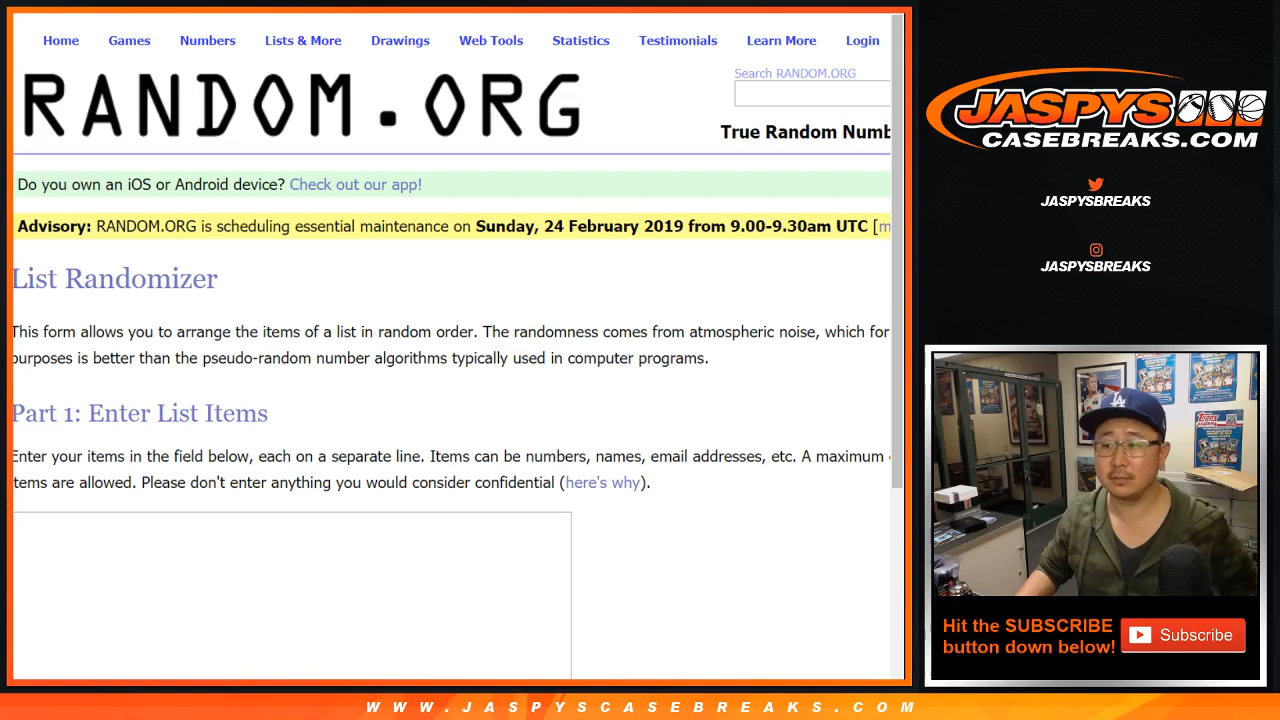 Home Games Numbers Lists & More Drawings Web Tools Statistics Testimonials Learn More Login
RANDOM.ORG
Search RANDOM.ORG
True Random Numb
Do you own an iOS or Android device? Check out our app!
Advisory: RANDOM.ORG is scheduling essential maintenance on Sunday, 24 February 2019 from 9.00-9.30am UTC [m
List Randomizer
This form allows you to arrange the items of a list in random order. The randomness comes from atmospheric noise, which for
purposes is better than the pseudo-random number algorithms typically used in computer programs.
Part 1: Enter List Items
Enter your items in the field below, each on a separate line. Items can be numbers, names, email addresses, etc. A maximum
items are allowed. Please don't enter anything you would consider confidential (here's why).
JASPYS
CASEBREAKS.COM
JASPYSBREAKS
JASPYSBREAKS
LA
Topps
Hit the SUBSCRIBE
button down below!
Subscribe
WWW.JASPYSCASEBREAKS.COM